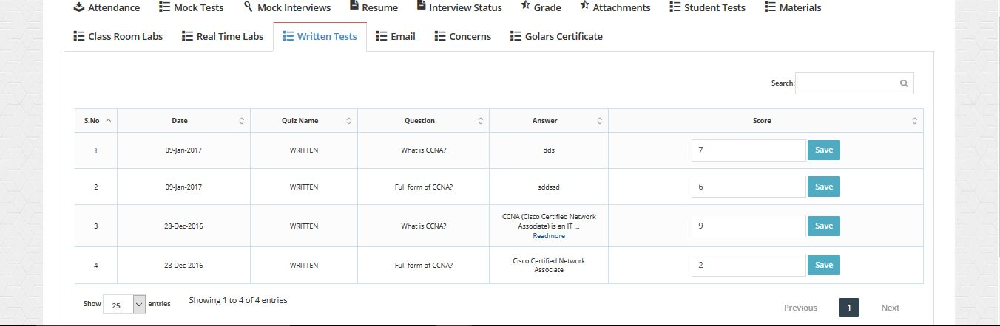 Attendance Mock Tests Mock Interviews Resume Interview Status Grade Attachments Student Tests Materials
Class Room Labs Real Time Labs Written Tests Email Concerns Golars Certificate
Search:
S.No Date Quiz Name Question Answer Score
1 09-Jan-2017 WRITTEN What is CCNA? dds 7 Save
2 09-Jan-2017 WRITTEN Full form of CCNA? sddssd 6 Save
3 28-Dec-2016 WRITTEN What is CCNA? CCNA (Cisco Certified Network
Associate) is an IT ...
Readmore 9 Save
4 28-Dec-2016 WRITTEN Full form of CCNA? Cisco Certified Network
Associate 2 Save
Show 25 entries Showing 1 to 4 of 4 entries
Previous 1 Next